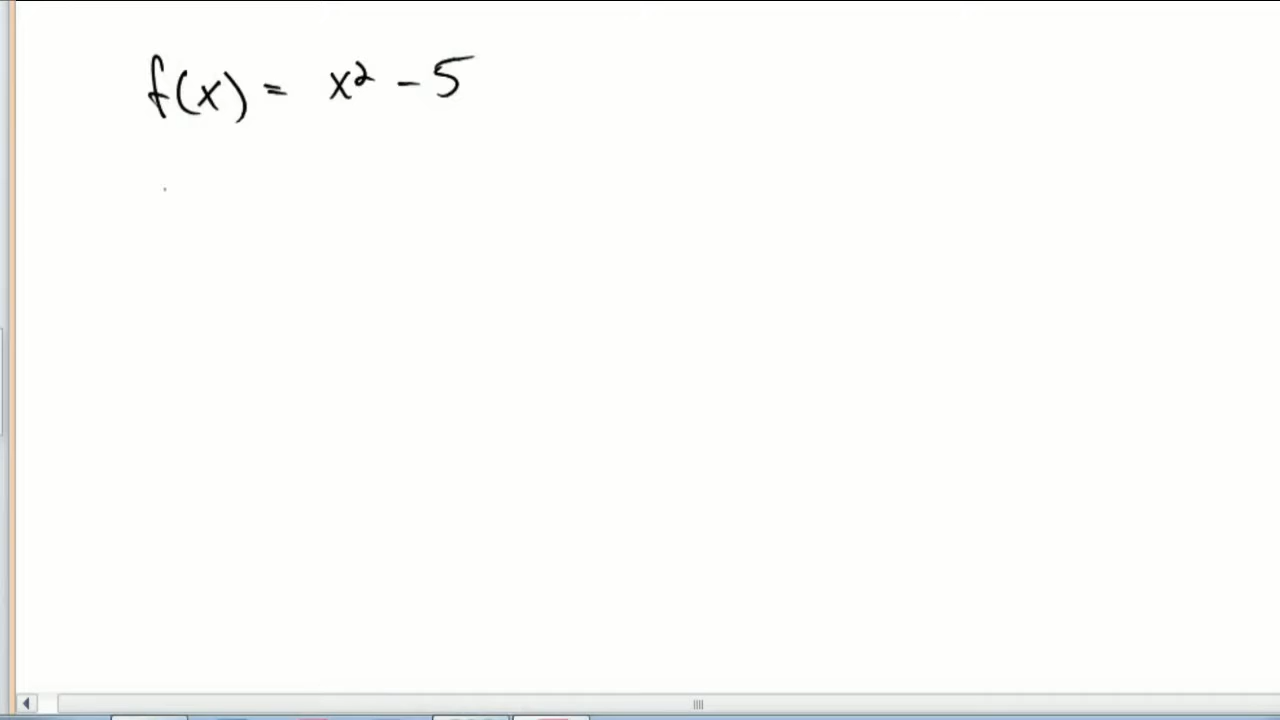 f(x) = x² - 5